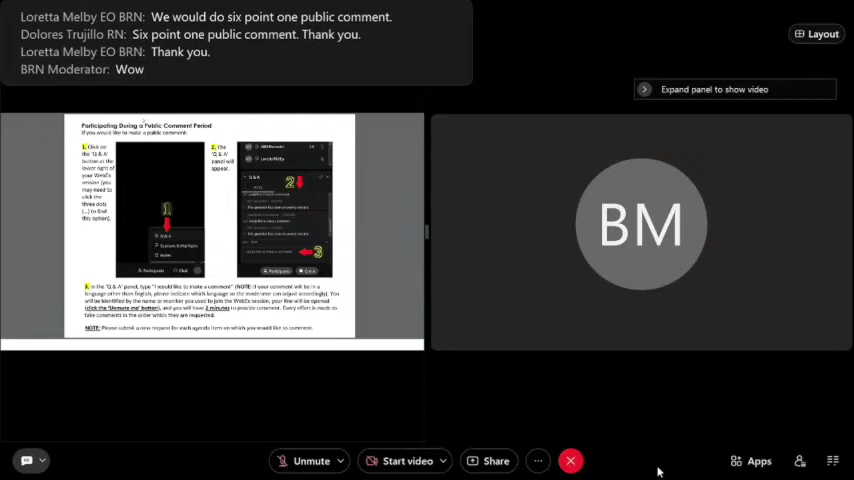 Loretta Melby EO BRN: We would do six point one public comment.
Dolores Trujillo RN: Six point one public comment. Thank you.
Loretta Melby EO BRN: Thank you.
BRN Moderator: Wow
Layout
Expand panel to show video
Participating During a Public Comment Period
If you would like to make a public comment:
1. Click on
the 'Q & A'
button at the
lower right of
your WebEx
session (you
may need to
click the
three dots
(...) to find
this option).
1
Q & A
Participants
Chat
2. The
'Q & A'
panel will
appear.
Loretta Melby
Q & A
2
3
Participants
Q & A
3. In the 'Q & A' panel, type "I would like to make a comment" (NOTE: if your comment will be in a
language other than English, please indicate which language so the moderator can adjust accordingly). You
will be identified by the name or moniker you used to join the WebEx session, your line will be opened
(click the 'Unmute me' button), and you will have 2 minutes to provide comment. Every effort is made to
take comments in the order which they are requested.
NOTE: Please submit a new request for each agenda item on which you would like to comment.
BM
Unmute
Start video
Share
Apps